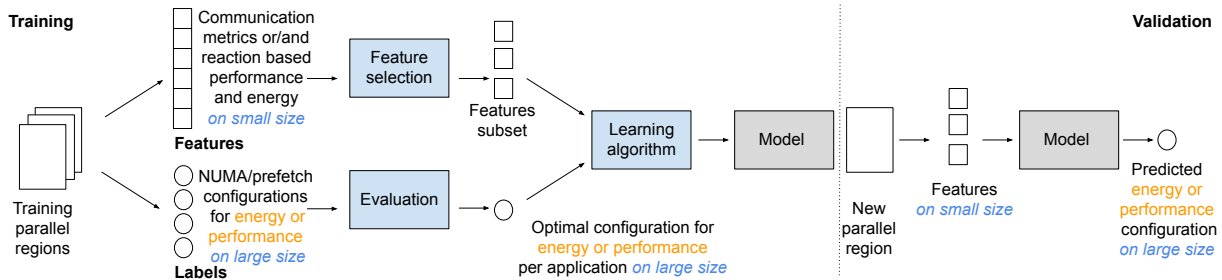 Training
Training
parallel
regions
Communication
metrics or/and
reaction based
performance
and energy
on small size
Features
Feature
selection
Features
subset
NUMA/prefetch
configurations
for energy or
performance
on large size
Labels
Evaluation
Optimal configuration for
energy or performance
per application on large size
Learning
algorithm
Model
Validation
New
parallel
region
Features
on small size
Model
Predicted
energy or
performance
configuration
on large size